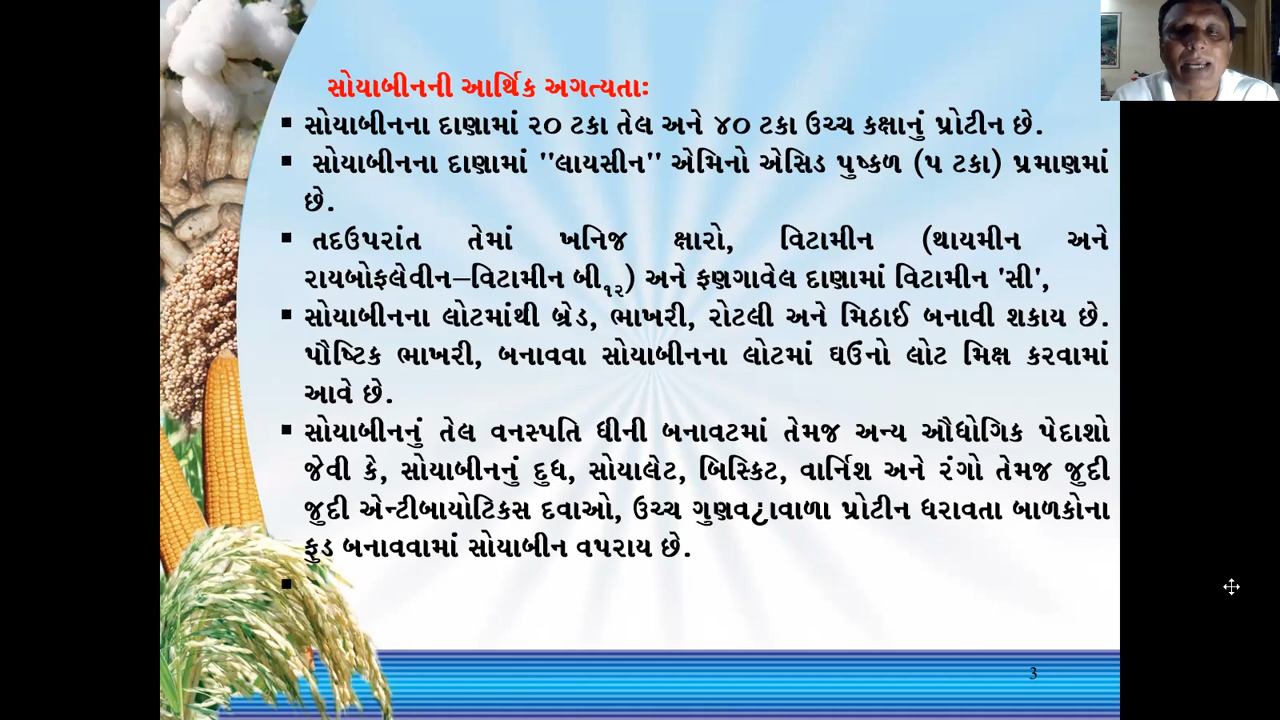 સોયાબીનની આર્થિક અગત્યતાઃ
▪ સોયાબીનના દાણામાં ૨૦ ટકા તેલ અને ૪૦ ટકા ઉચ્ચ કક્ષાનું પ્રોટીન છે.
▪ સોયાબીનના દાણામાં "લાયસીન" એમિનો એસિડ પુષ્કળ (૫ ટકા) પ્રમાણમાં
છે.
▪ તદઉપરાંત તેમાં ખનિજ ક્ષારો, વિટામીન (થાયમીન અને
રાયબોફલેવીન–વિટામીન બી૧૨) અને ફણગાવેલ દાણામાં વિટામીન 'સી',
▪ સોયાબીનના લોટમાંથી બ્રેડ, ભાખરી, રોટલી અને મિઠાઈ બનાવી શકાય છે.
પૌષ્ટિક ભાખરી, બનાવવા સોયાબીનના લોટમાં ઘઉંનો લોટ મિક્ષ કરવામાં
આવે છે.
▪ સોયાબીનનું તેલ વનસ્પતિ ઘીની બનાવટમાં તેમજ અન્ય ઔધોગિક પેદાશો
જેવી કે, સોયાબીનનું દુધ, સોયાલેટ, બિસ્કિટ, વાર્નિશ અને રંગો તેમજ જુદી
જુદી એન્ટીબાયોટિકસ દવાઓ, ઉચ્ચ પ્રોટીન ધરાવતા બાળકોના
ફુડ બનાવવામાં સોયાબીન વપરાય છે.
▪
3